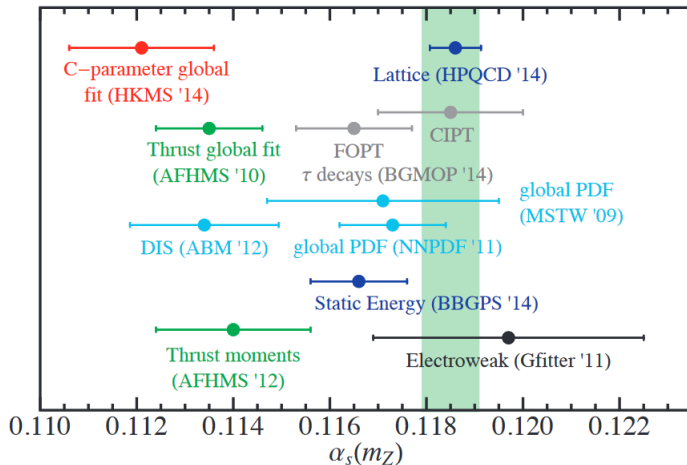 C−parameter global
fit (HKMS '14)
Lattice (HPQCD '14)
Thrust global fit
(AFHMS '10)
FOPT
CIPT
τ decays (BGMOP '14)
global PDF
(MSTW '09)
DIS (ABM '12)
global PDF (NNPDF '11)
Static Energy (BBGPS '14)
Thrust moments
(AFHMS '12)
Electroweak (Gfitter '11)
0.110 0.112 0.114 0.116 0.118 0.120 0.122
αs(mZ)